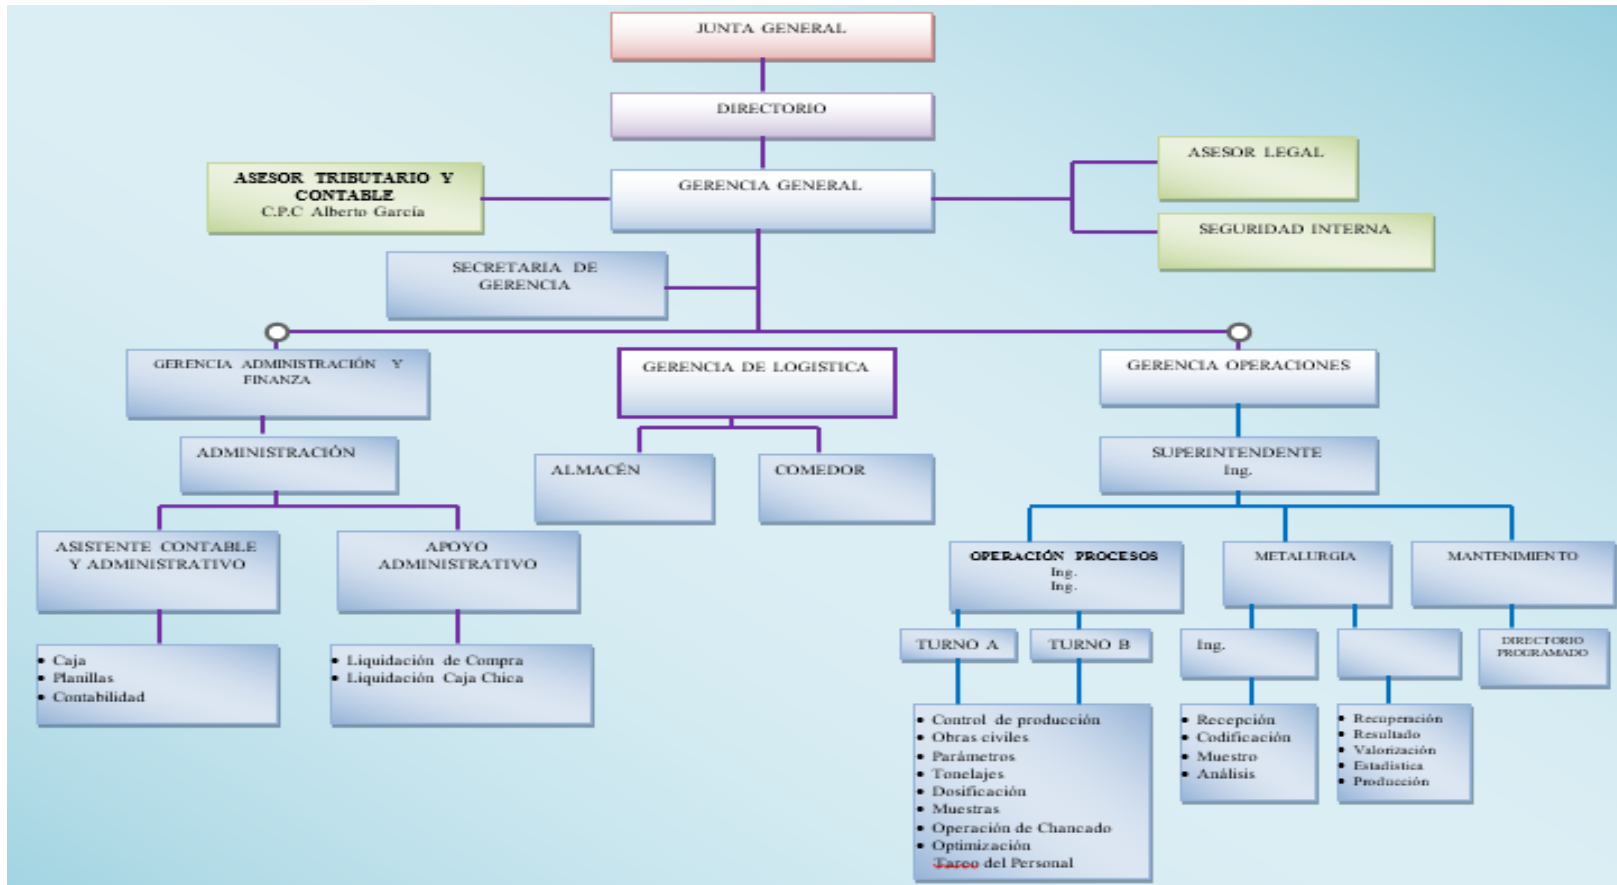 JUNTA GENERAL
DIRECTORIO
GERENCIA GENERAL
ASESOR TRIBUTARIO Y
CONTABLE
C.P.C Alberto García
ASESOR LEGAL
SEGURIDAD INTERNA
SECRETARIA DE
GERENCIA
GERENCIA ADMINISTRACIÓN Y
FINANZA
GERENCIA DE LOGISTICA
GERENCIA OPERACIONES
ADMINISTRACIÓN
ALMACÉN
COMEDOR
SUPERINTENDENTE
Ing.
ASISTENTE CONTABLE
Y ADMINISTRATIVO
APOYO
ADMINISTRATIVO
OPERACIÓN PROCESOS
Ing.
Ing.
METALURGIA
MANTENIMIENTO
TURNO A
TURNO B
Ing.
DIRECTORIO
PROGRAMADO
• Caja
• Planillas
• Contabilidad
• Liquidación de Compra
• Liquidación Caja Chica
• Control de producción
• Obras civiles
• Parámetros
• Tonelajes
• Dosificación
• Muestras
• Operación de Chancado
• Optimización
Tareo del Personal
• Recepción
• Codificación
• Muestro
• Análisis
• Recuperación
• Resultado
• Valorización
• Estadística
• Producción